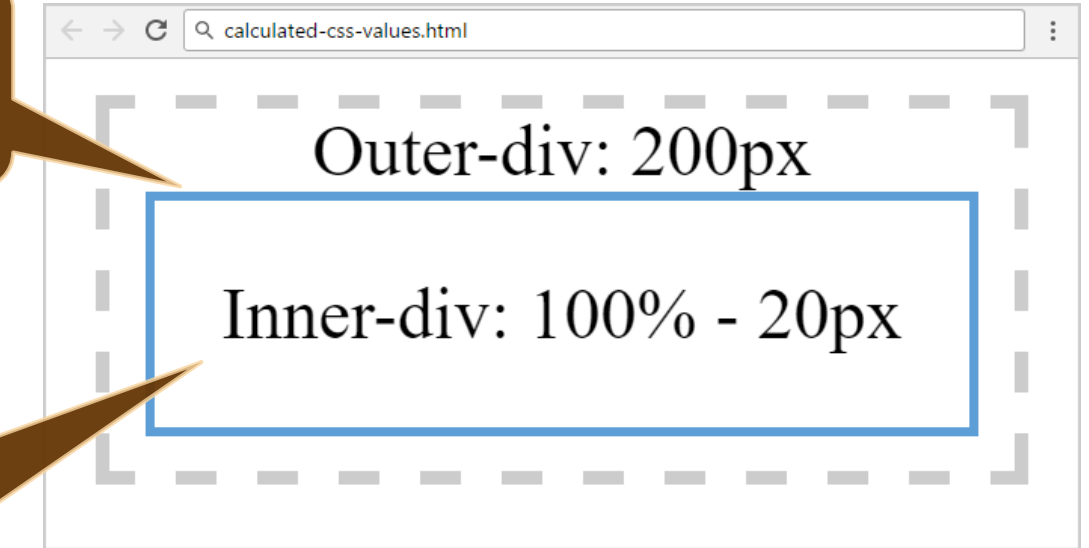 calculated-css-values.html
Outer-div: 200px
Inner-div: 100% - 20px